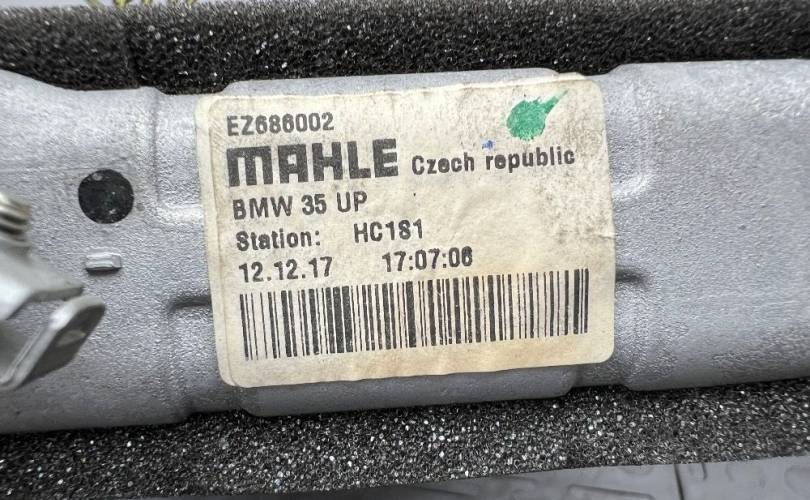 EZ686002
MAHLE Czech republic
BMW 35 UP
Station: HC181
12.12.17 17:07:06